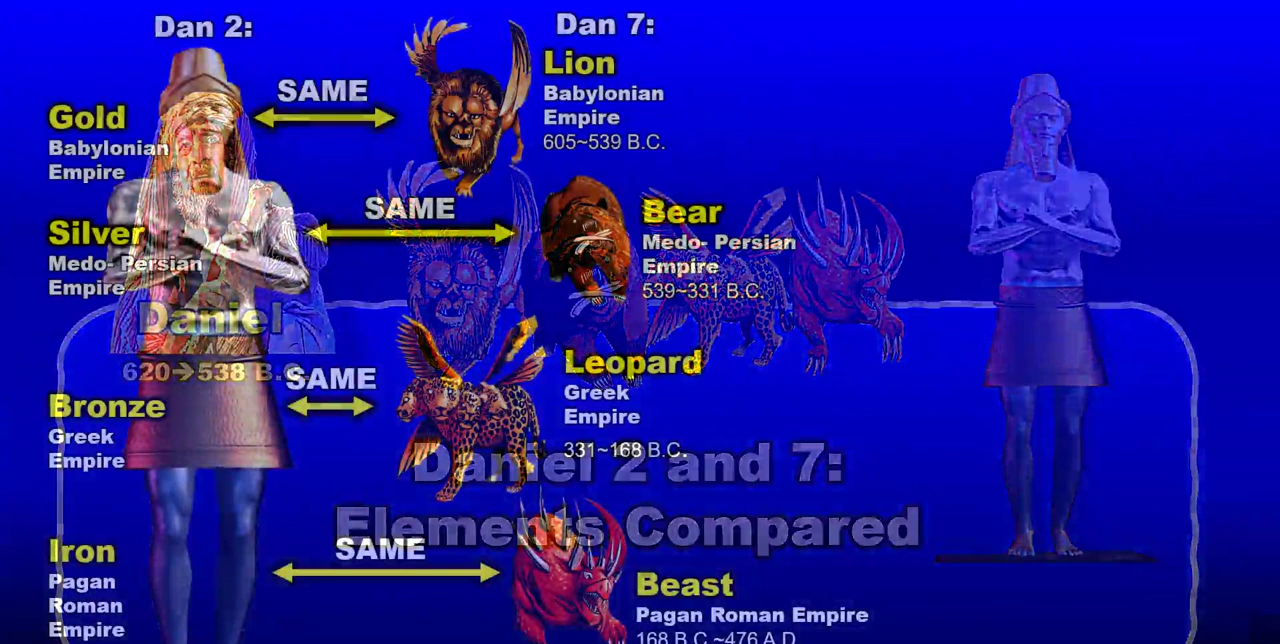 Dan 2:
Dan 7:
Gold
Babylonian
Empire
SAME
Lion
Babylonian
Empire
605~539 B.C.
Silver
Medo- Persian
Empire
SAME
Bear
Medo- Persian
Empire
539~331 B.C.
Daniel
620→538 B.C
Bronze
Greek
Empire
SAME
Leopard
Greek
Empire
331~168 B.C.
Daniel 2 and 7:
Elements Compared
Iron
Pagan
Roman
Empire
SAME
Beast
Pagan Roman Empire
168 B.C.~476 A.D.